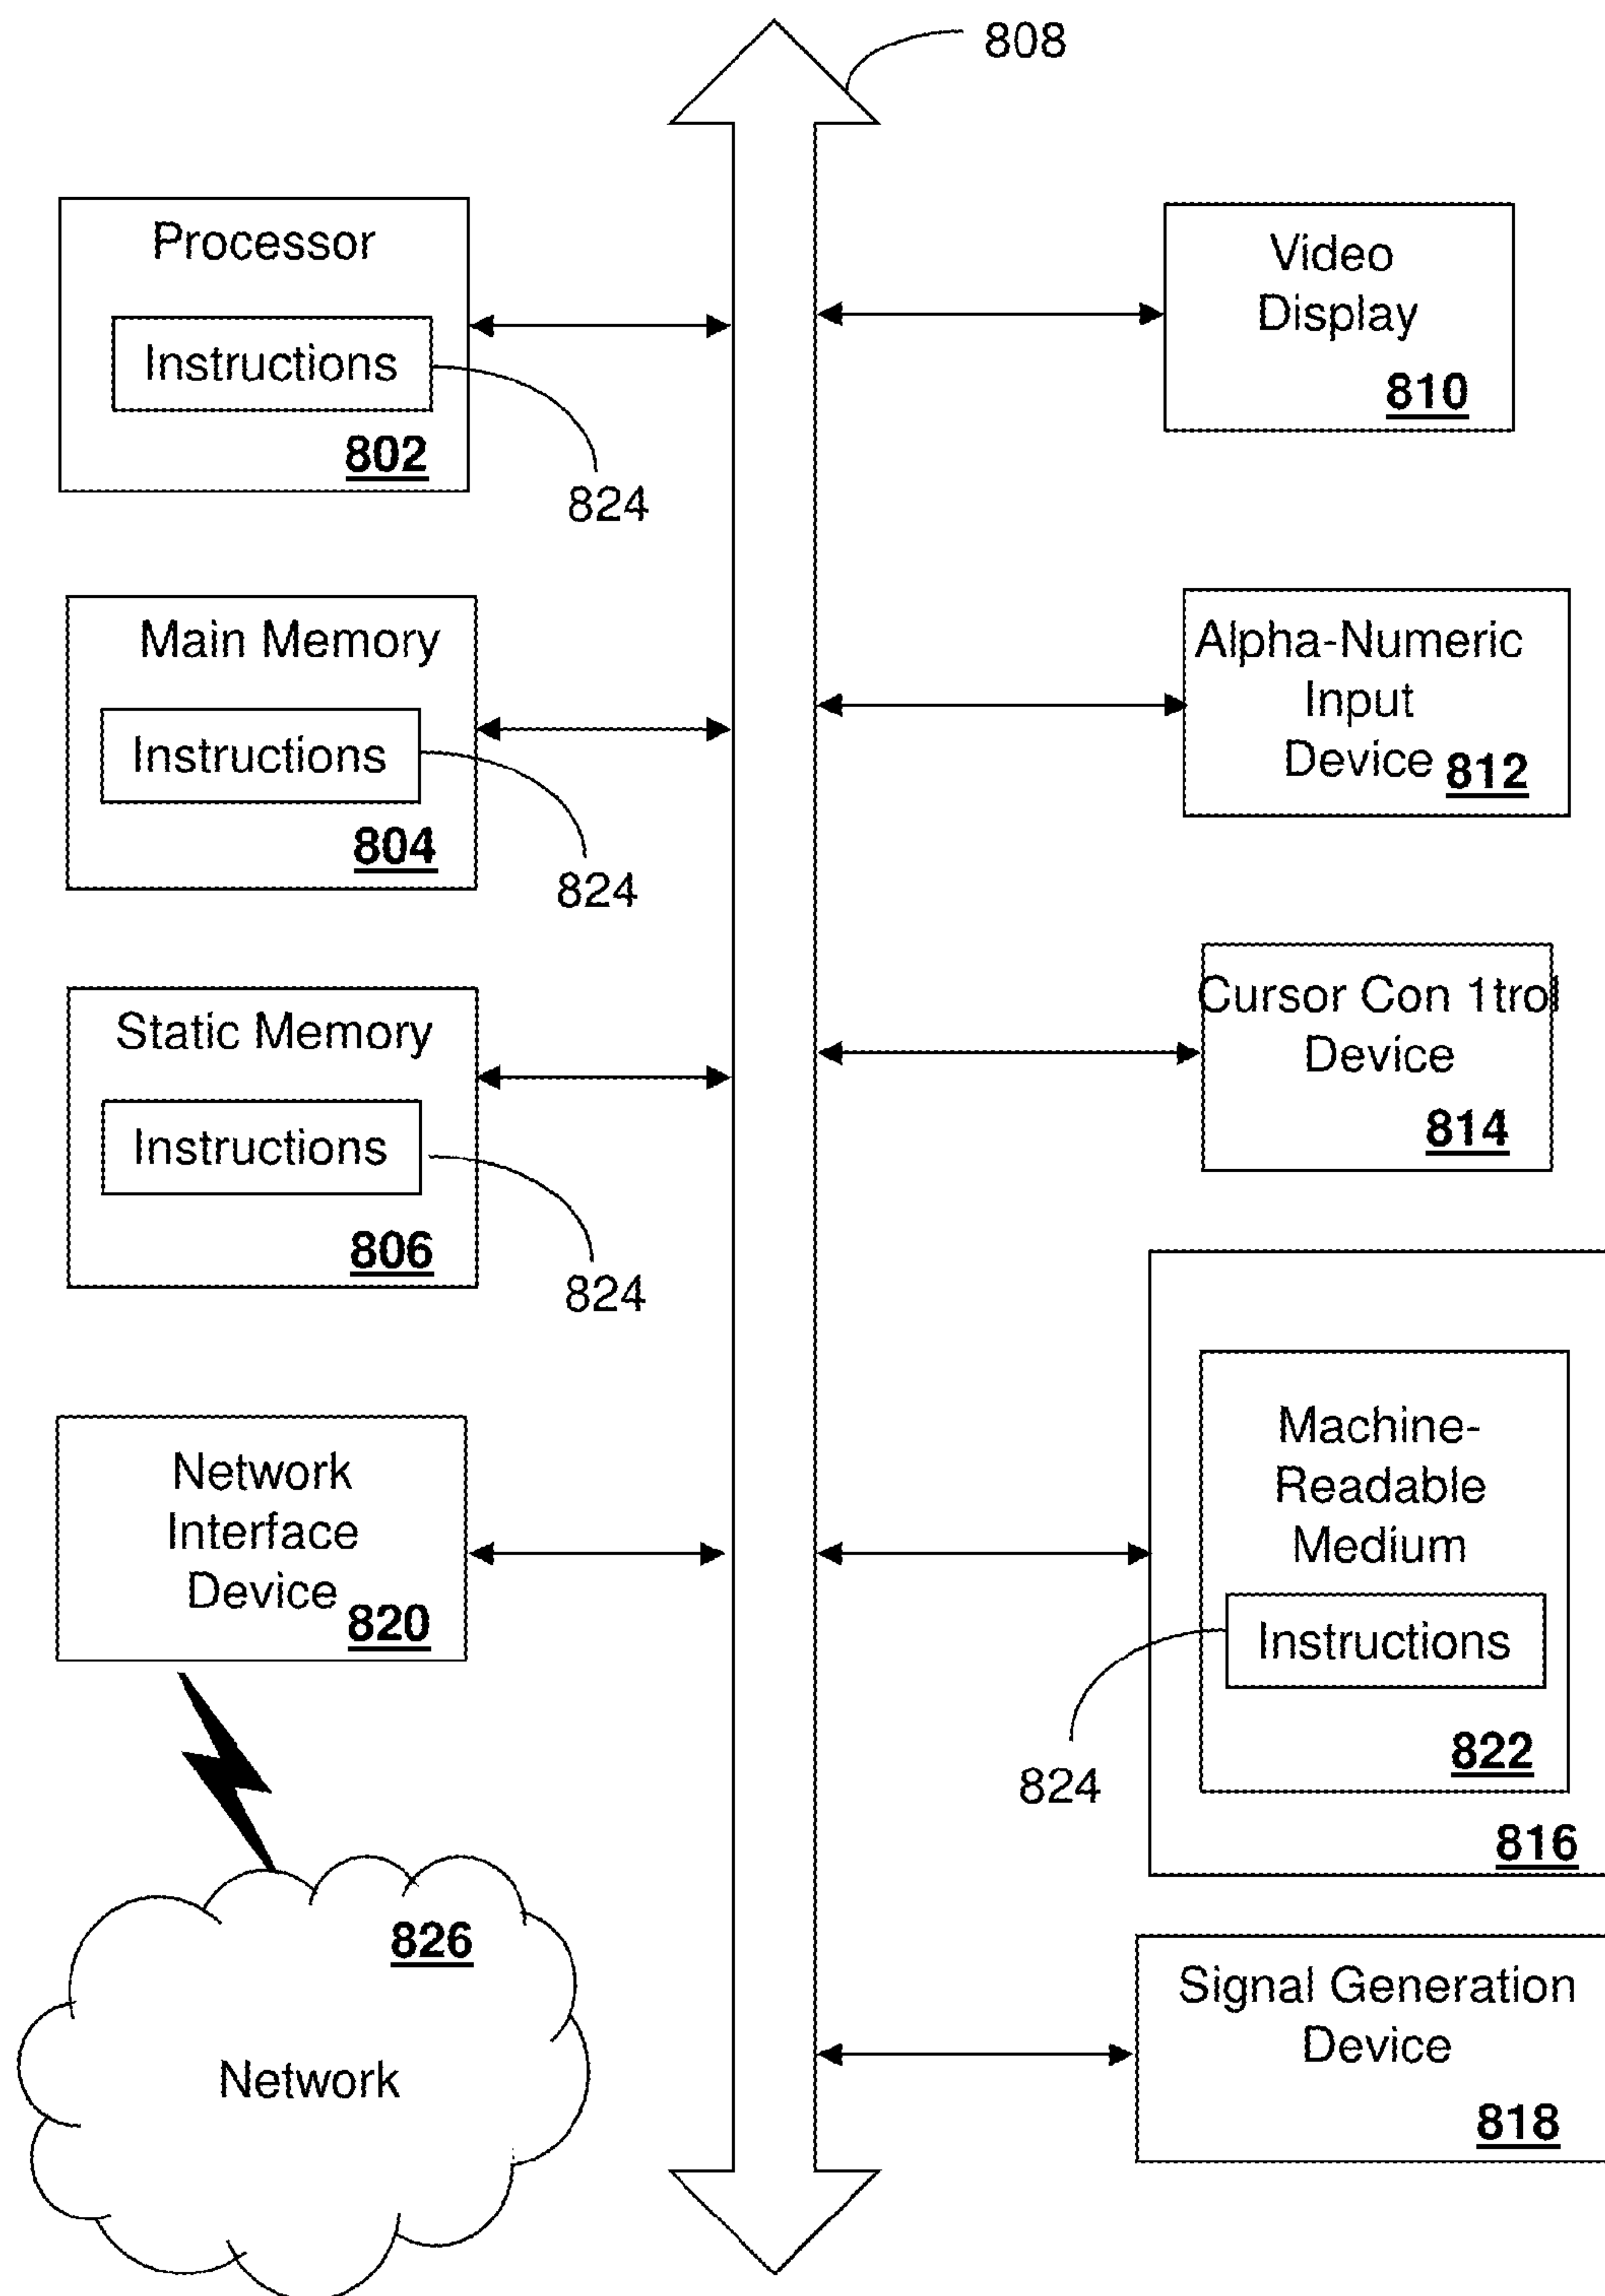 808
Processor
Instructions
802
824
Main Memory
Instructions
804
824
Static Memory
Instructions
806
824
Network
Interface
Device
820
826
Network
Video
Display
810
Alpha-Numeric
Input
Device 812
Cursor Con 1trol
Device
814
Machine-
Readable
Medium
Instructions
824
822
816
Signal Generation
Device
818